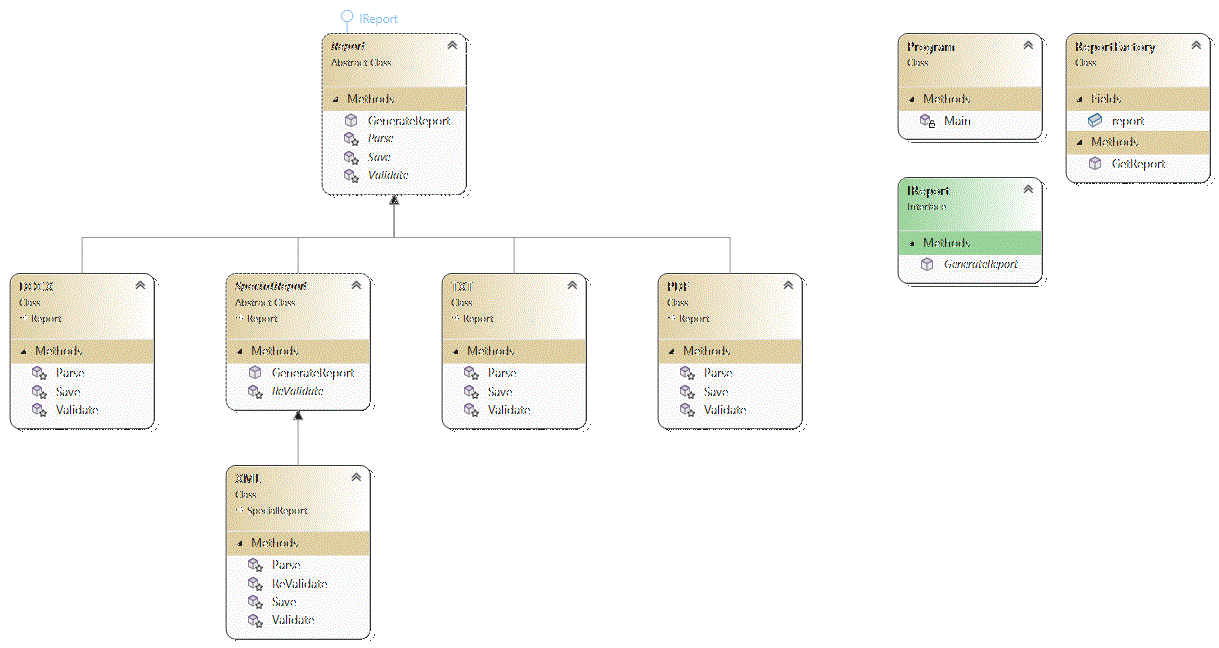 IReport
Report
Abstract Class
Methods
GenerateReport
Parse
Save
Validate
Program
Class
Methods
Main
ReportFactory
Class
Fields
report
Methods
GetReport
IReport
Interface
Methods
GenerateReport
Class
Report
Methods
Parse
Save
Validate
SpecialReport
Abstract Class
Report
Methods
GenerateReport
ReValidate
TXT
Class
Report
Methods
Parse
Save
Validate
PDF
Class
Report
Methods
Parse
Save
Validate
XML
Class
SpecialReport
Methods
Parse
ReValidate
Save
Validate